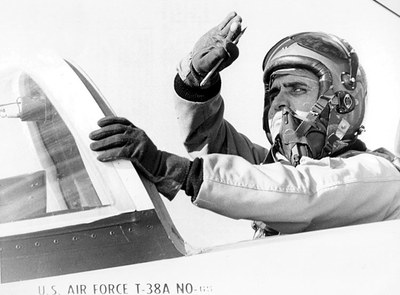 U.S. AIR FORCE T-38A NO-